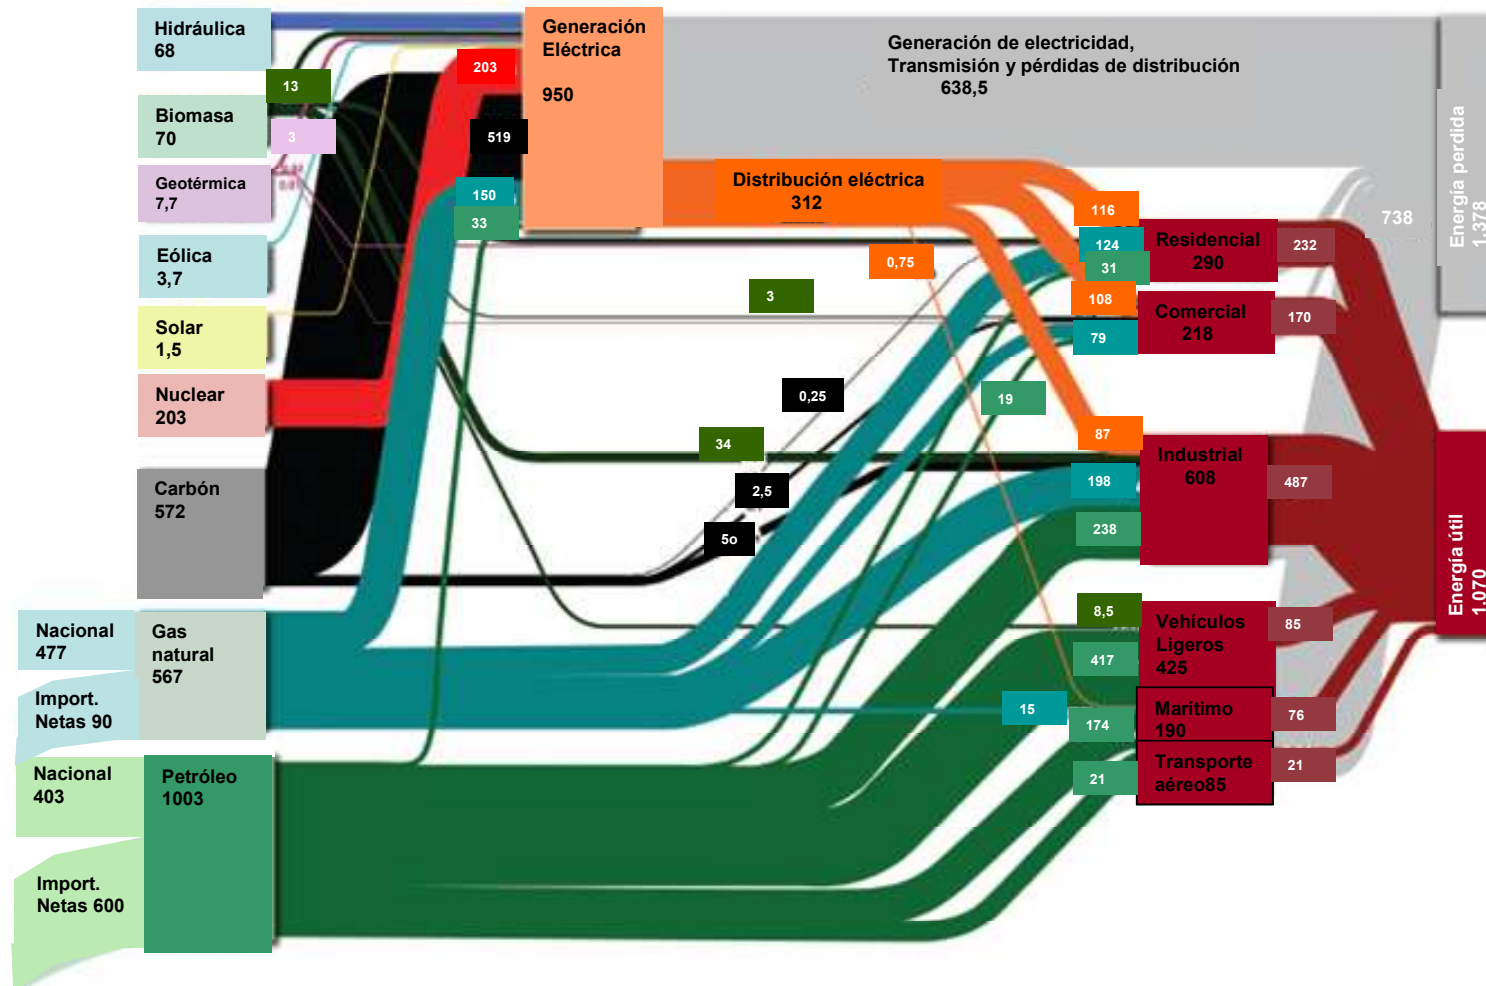 Hidráulica
68
Biomasa
70
Geotérmica
7,7
Eólica
3,7
Solar
1,5
Nuclear
203
Carbón
572
Nacional
477
Import.
Netas 90
Gas
natural
567
Nacional
403
Import.
Netas 600
Petróleo
1003
13
3
203
519
150
33
Generación
Eléctrica
950
Generación de electricidad,
Transmisión y pérdidas de distribución
638,5
Distribución eléctrica
312
0,75
3
0,25
34
2,5
5o
19
15
116
124
31
108
79
87
198
238
8,5
417
174
21
Residencial
290
Comercial
218
Industrial
608
Vehículos
Ligeros
425
Marítimo
190
Transporte
aéreo85
232
170
487
85
76
21
738
Energía perdida
1.378
Energía útil
1.070